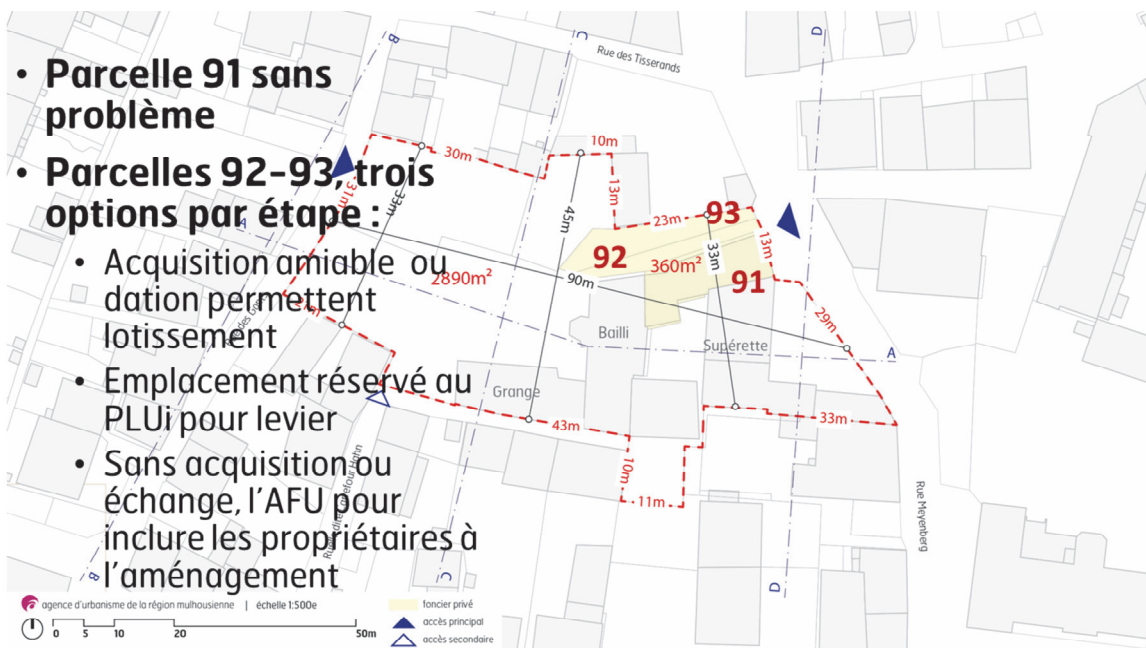 • Parcelle 91 sans
problème
• Parcelles 92-93, trois
options par étape :
• Acquisition amiable ou
dation permettent
lotissement
• Emplacement réservé au
PLUi pour levier
• Sans acquisition ou
échange, l'AFU pour
inclure les propriétaires à
l'aménagement
B
C
D
Rue des Tisserands
10m
30m
13m
31m
33m
45m
23m
93
13m
A
92
360m²
33m
91
2890m²
90m
29m
Bailli
Supérette
A
Grange
43m
33m
10m
11m
Rue Meyenberg
B
C
D
agence d'urbanisme de la région mulhousienne | échelle 1:500e
0 5 10 20 50m
foncier privé
accès principal
accès secondaire